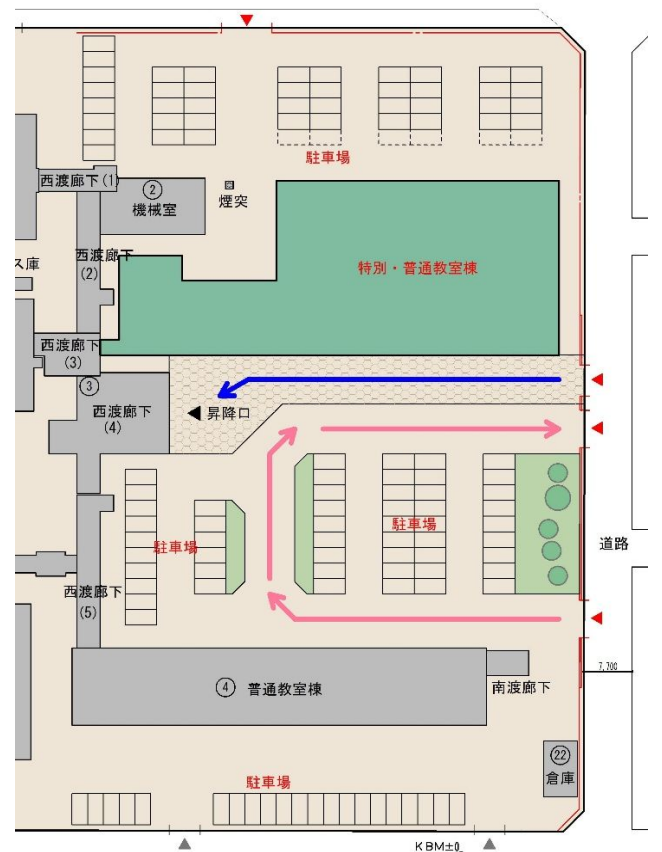 駐車場
西渡廊下(1)
②
機械室
煙突
西渡廊下
(2)
ス庫
特別・普通教室棟
西渡廊下
(3)
③
西渡廊下
(4)
昇降口
駐車場
駐車場
道路
西渡廊下
(5)
④ 普通教室棟
南渡廊下
7,700
㉒
倉庫
駐車場
KBM±0